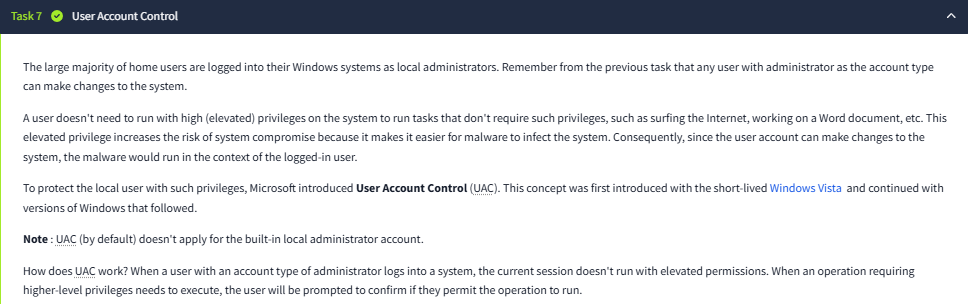 Task 7 User Account Control
The large majority of home users are logged into their Windows systems as local administrators. Remember from the previous task that any user with administrator as the account type
can make changes to the system.
A user doesn't need to run with high (elevated) privileges on the system to run tasks that don't require such privileges, such as surfing the Internet, working on a Word document, etc. This
elevated privilege increases the risk of system compromise because it makes it easier for malware to infect the system. Consequently, since the user account can make changes to the
system, the malware would run in the context of the logged-in user.
To protect the local user with such privileges, Microsoft introduced User Account Control (UAC). This concept was first introduced with the short-lived Windows Vista and continued with
versions of Windows that followed.
Note : UAC (by default) doesn't apply for the built-in local administrator account.
How does UAC work? When a user with an account type of administrator logs into a system, the current session doesn't run with elevated permissions. When an operation requiring
higher-level privileges needs to execute, the user will be prompted to confirm if they permit the operation to run.